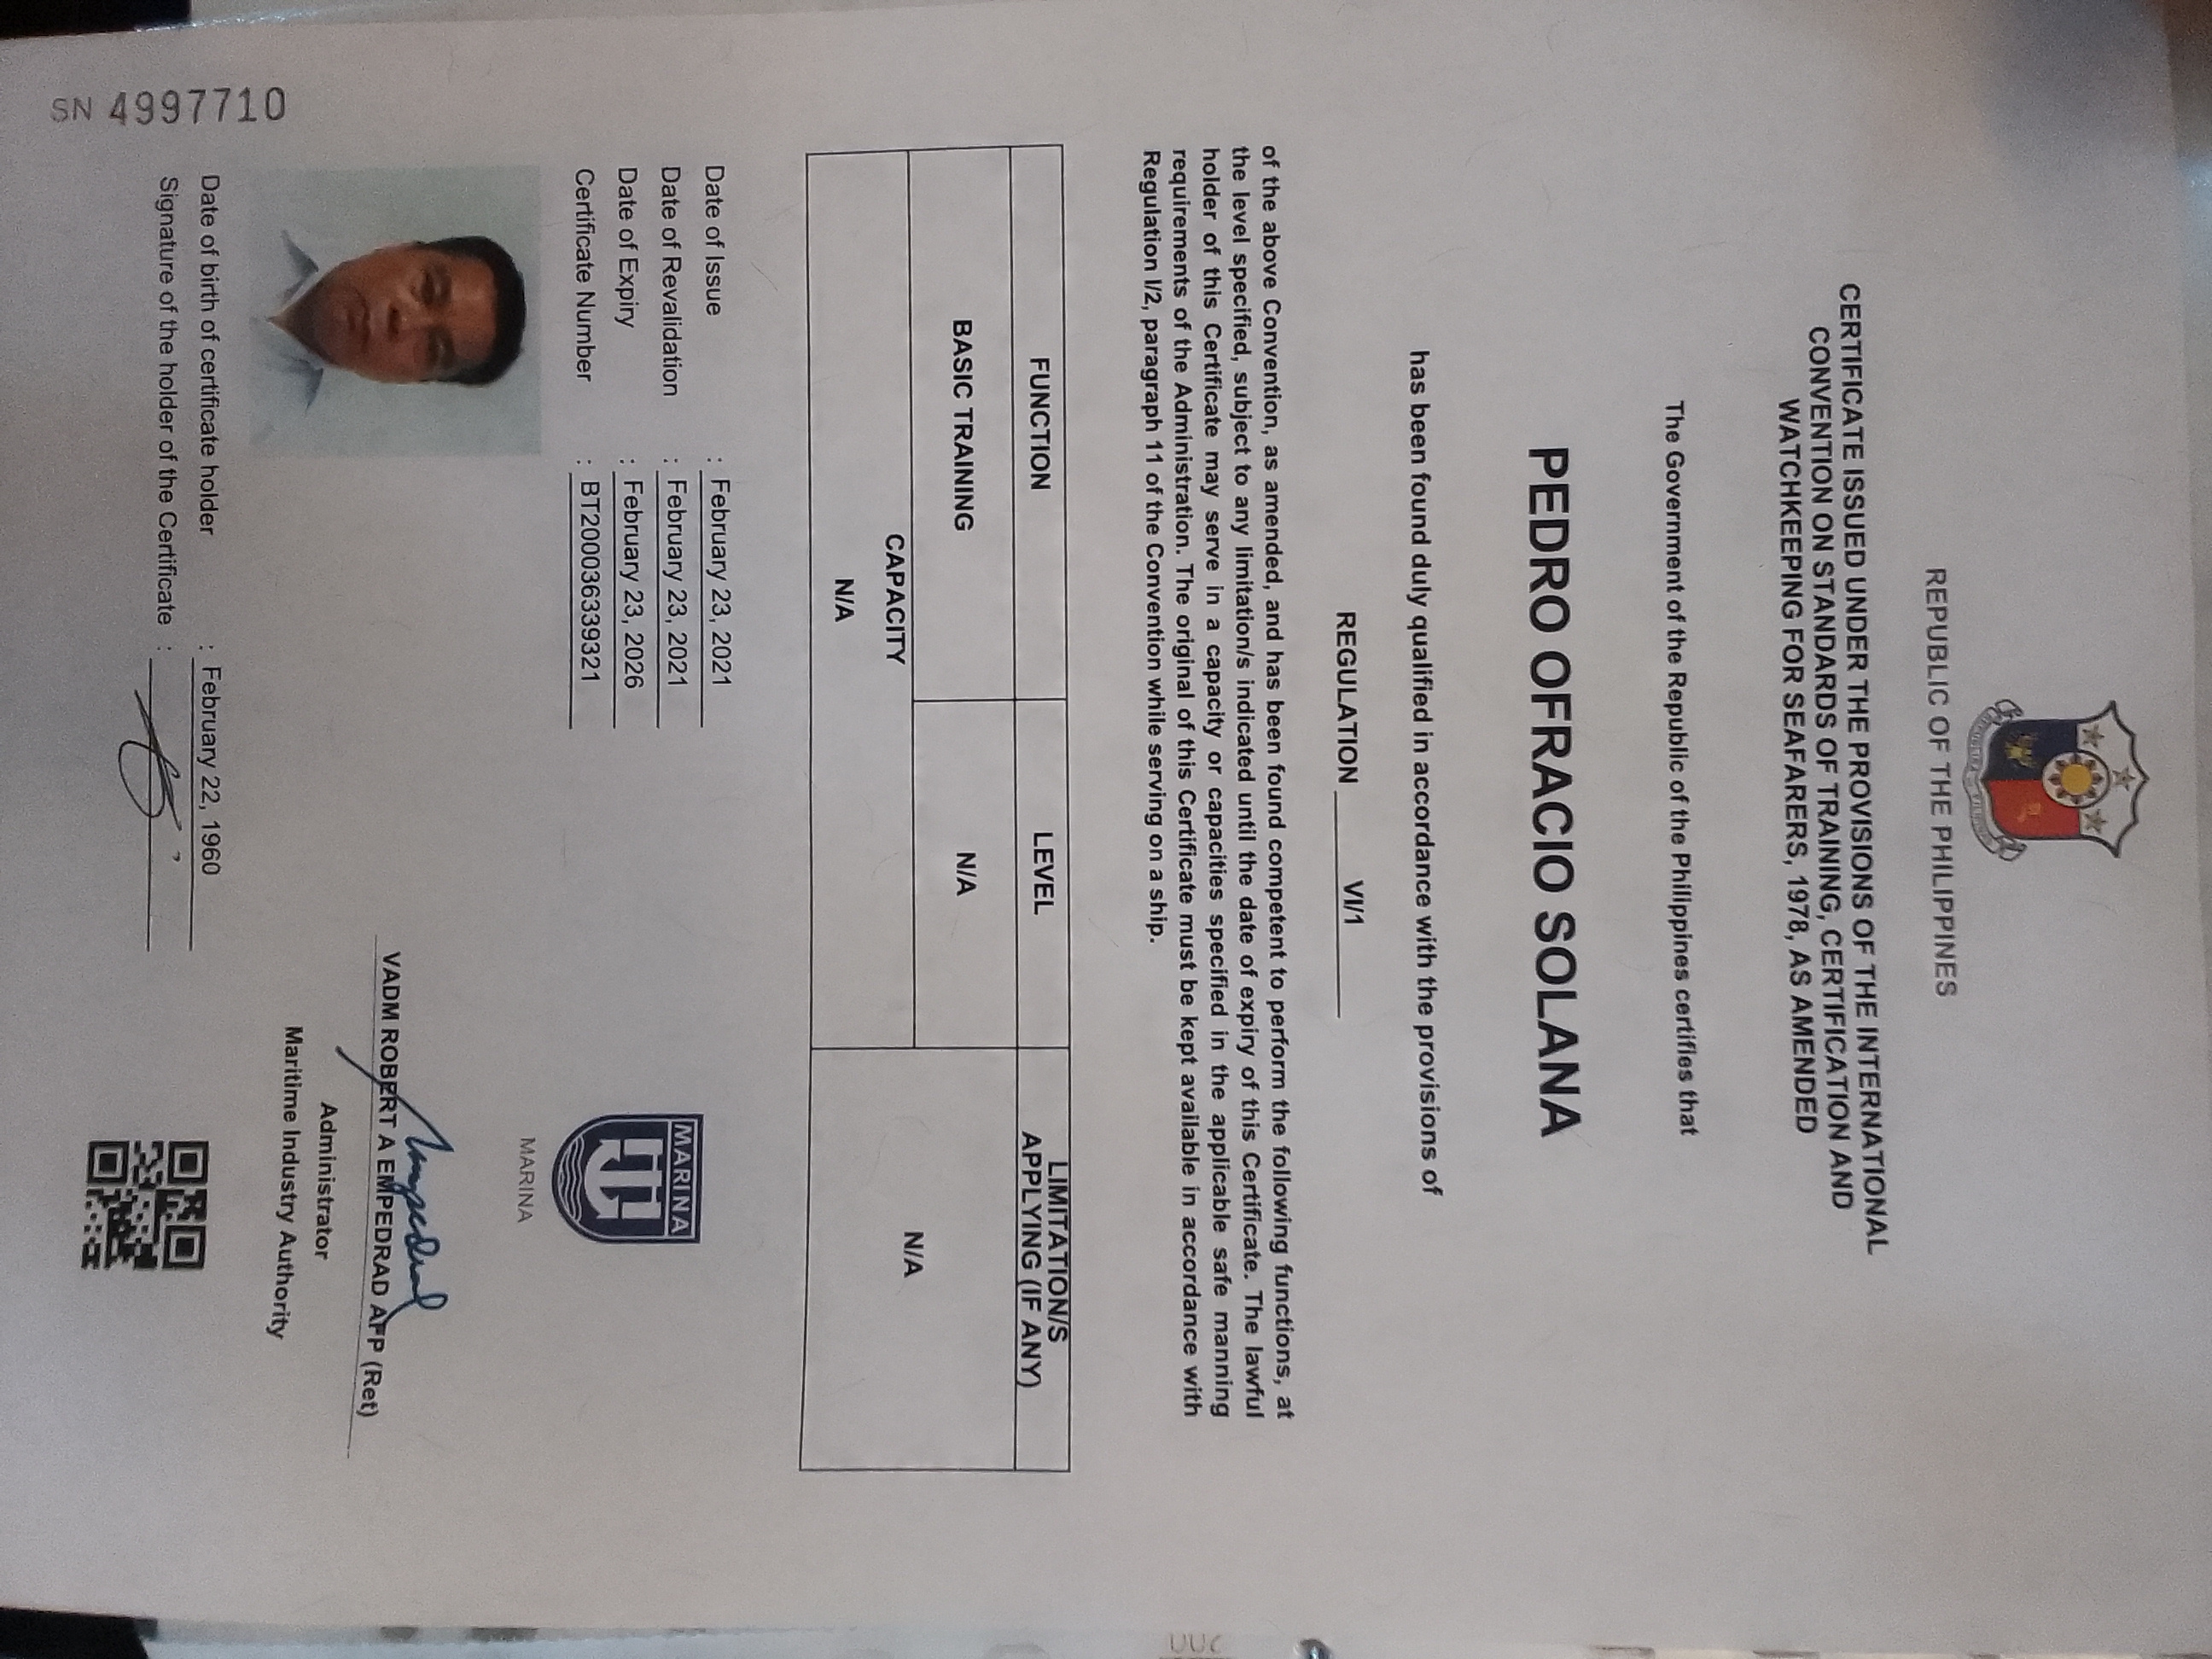 REPUBLIC OF THE PHILIPPINES
CERTIFICATE ISSUED UNDER THE PROVISIONS OF THE INTERNATIONAL
CONVENTION ON STANDARDS OF TRAINING, CERTIFICATION AND
WATCHKEEPING FOR SEAFARERS, 1978, AS AMENDED
The Government of the Republic of the Philippines certifies that
PEDRO OFRACIO SOLANA
has been found duly qualified in accordance with the provisions of
REGULATION VI/1
of the above Convention, as amended, and has been found competent to perform the following functions, at
the level specified, subject to any limitation/s indicated until the date of expiry of this Certificate. The lawful
holder of this Certificate may serve in a capacity or capacities specified in the applicable safe manning
requirements of the Administration. The original of this Certificate must be kept available in accordance with
Regulation I/2, paragraph 11 of the Convention while serving on a ship.
FUNCTION LEVEL LIMITATION/S
APPLYING (IF ANY)
BASIC TRAINING N/A N/A
CAPACITY
N/A
Date of Issue : February 23, 2021
Date of Revalidation : February 23, 2021
Date of Expiry : February 23, 2026
Certificate Number : BT2000363339321
MARINA
MARINA
VADM ROBERT A EMPEDRAD AFP (Ret)
Administrator
Maritime Industry Authority
Date of birth of certificate holder : February 22, 1960
Signature of the holder of the Certificate :
SN 4997710